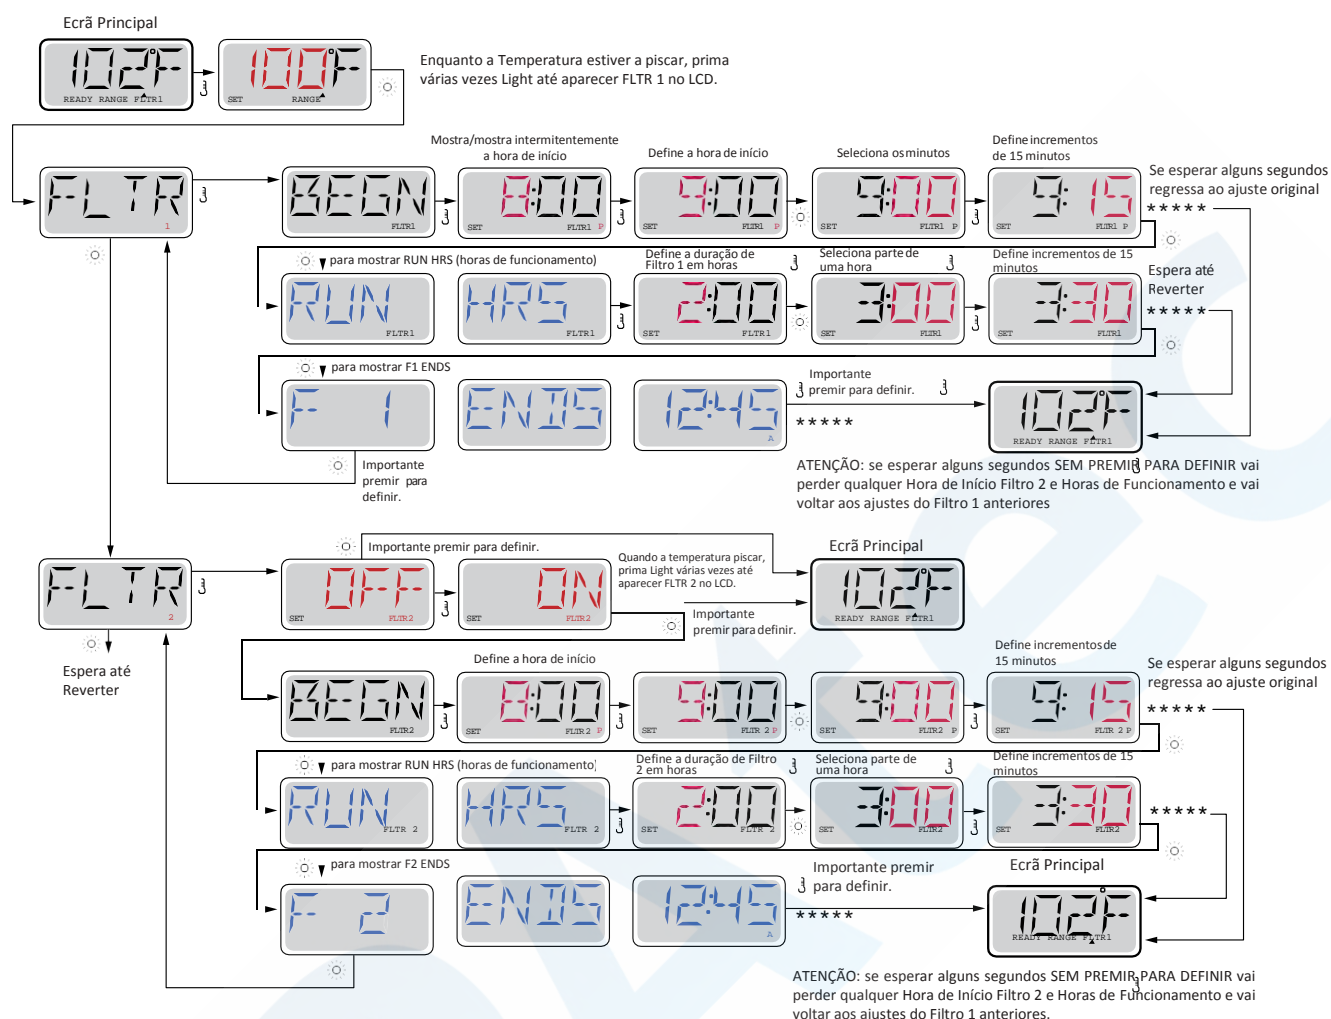 Ecrã Principal
102°F
READY RANGE FLTR1
100°F
SET RANGE
Enquanto a Temperatura estiver a piscar, prima
várias vezes Light até aparecer FLTR 1 no LCD.
FLTR
1
BEGN
FLTR1
Mostra/mostra intermitentemente
a hora de início
8:00
SET FLTR1 P
Define a hora de início
9:00
SET FLTR1 P
Seleciona os minutos
9:00
SET FLTR1 P
Define incrementos
de 15 minutos
9:15
SET FLTR1 P
Se esperar alguns segundos
regressa ao ajuste original
*****
para mostrar RUN HRS (horas de funcionamento)
RUN
FLTR1
HRS
FLTR1
Define a duração de
Filtro 1 em horas
2:00
SET FLTR1
Seleciona parte de
uma hora
3:00
SET FLTR1
Define incrementos de 15
minutos
3:30
SET FLTR1
Espera até
Reverter
*****
para mostrar F1 ENDS
F 1
ENDS
12:45
A
Importante
premir para definir.
*****
102°F
READY RANGE FLTR1
Importante
premir para
definir.
ATENÇÃO: se esperar alguns segundos SEM PREMIR PARA DEFINIR vai
perder qualquer Hora de Início Filtro 2 e Horas de Funcionamento e vai
voltar aos ajustes do Filtro 1 anteriores
FLTR
2
Espera até
Reverter
Importante premir para definir.
OFF
SET FLTR2
ON
SET FLTR2
Quando a temperatura piscar,
prima Light várias vezes até
aparecer FLTR 2 no LCD.
Importante
premir para definir.
Ecrã Principal
102°F
READY RANGE FLTR1
BEGN
FLTR2
Define a hora de início
8:00
SET FLTR 2 P
9:00
SET FLTR 2 P
9:00
SET FLTR 2 P
Define incrementos de
15 minutos
9:15
SET FLTR 2 P
Se esperar alguns segundos
regressa ao ajuste original
*****
para mostrar RUN HRS (horas de funcionamento)
RUN
FLTR 2
HRS
FLTR 2
Define a duração de Filtro
2 em horas
2:00
SET FLTR 2
Seleciona parte de
uma hora
3:00
SET FLTR2
Define incrementos de 15
minutos
3:30
SET FLTR2
*****
para mostrar F2 ENDS
F 2
ENDS
12:45
A
Importante premir
para definir.
*****
Ecrã Principal
102°F
READY RANGE FLTR1
ATENÇÃO: se esperar alguns segundos SEM PREMIR PARA DEFINIR vai
perder qualquer Hora de Início Filtro 2 e Horas de Funcionamento e vai
voltar aos ajustes do Filtro 1 anteriores.